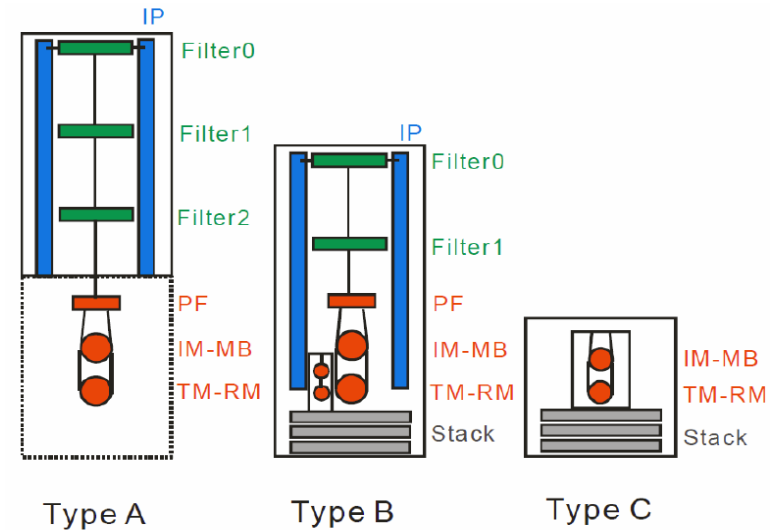 IP
Filter0
Filter1
Filter2
PF
IM-MB
TM-RM
Type A
IP
Filter0
Filter1
PF
IM-MB
TM-RM
Stack
Type B
IM-MB
TM-RM
Stack
Type C